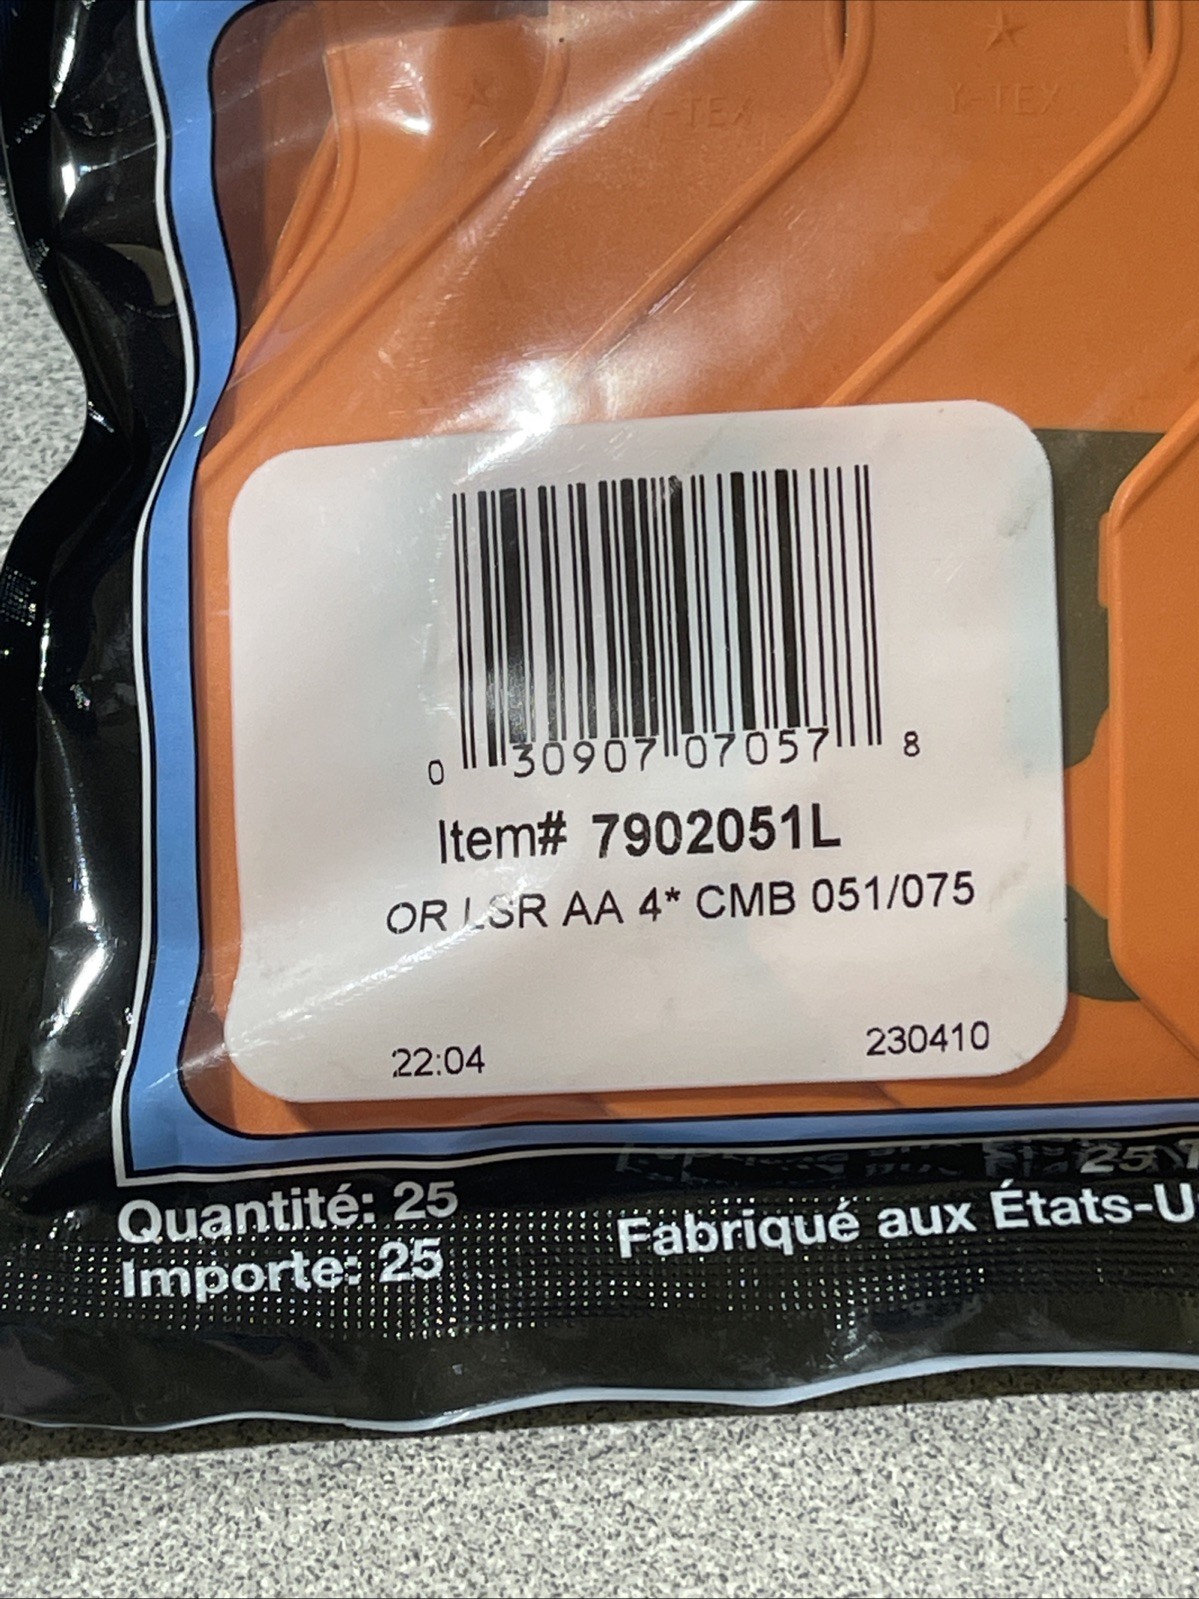 Y-TEX
Y-TEX
0 30907 07057 8
Item# 7902051L
OR LSR AA 4* CMB 051/075
22:04 230410
25
Quantité: 25
Fabriqué aux États-U
Importe: 25